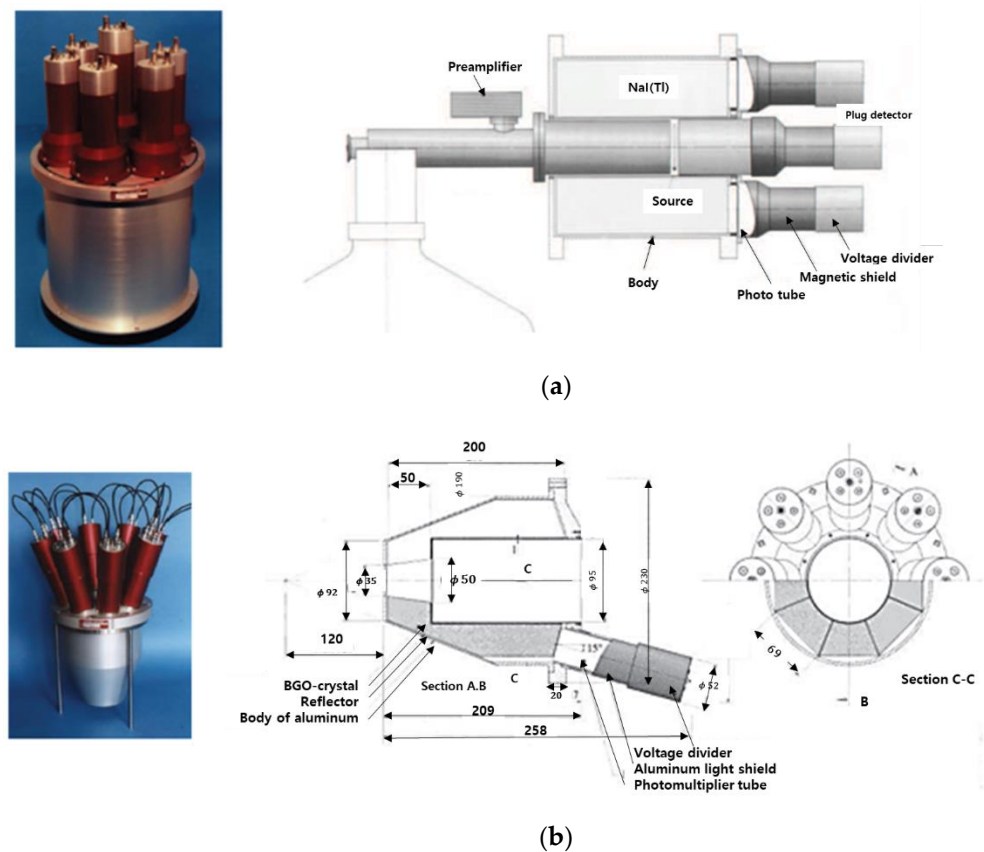 Preamplifier
NaI(Tl)
Plug detector
Source
Voltage divider
Magnetic shield
Body
Photo tube
(a)
200
50
φ 190
A
I
C
φ 92
φ 35
φ 50
φ 95
φ 230
120
115°
69
BGO-crystal
Reflector
Body of aluminum
Section A.B
C
20
7
φ 52
Section C-C
B
209
258
Voltage divider
Aluminum light shield
Photomultiplier tube
(b)